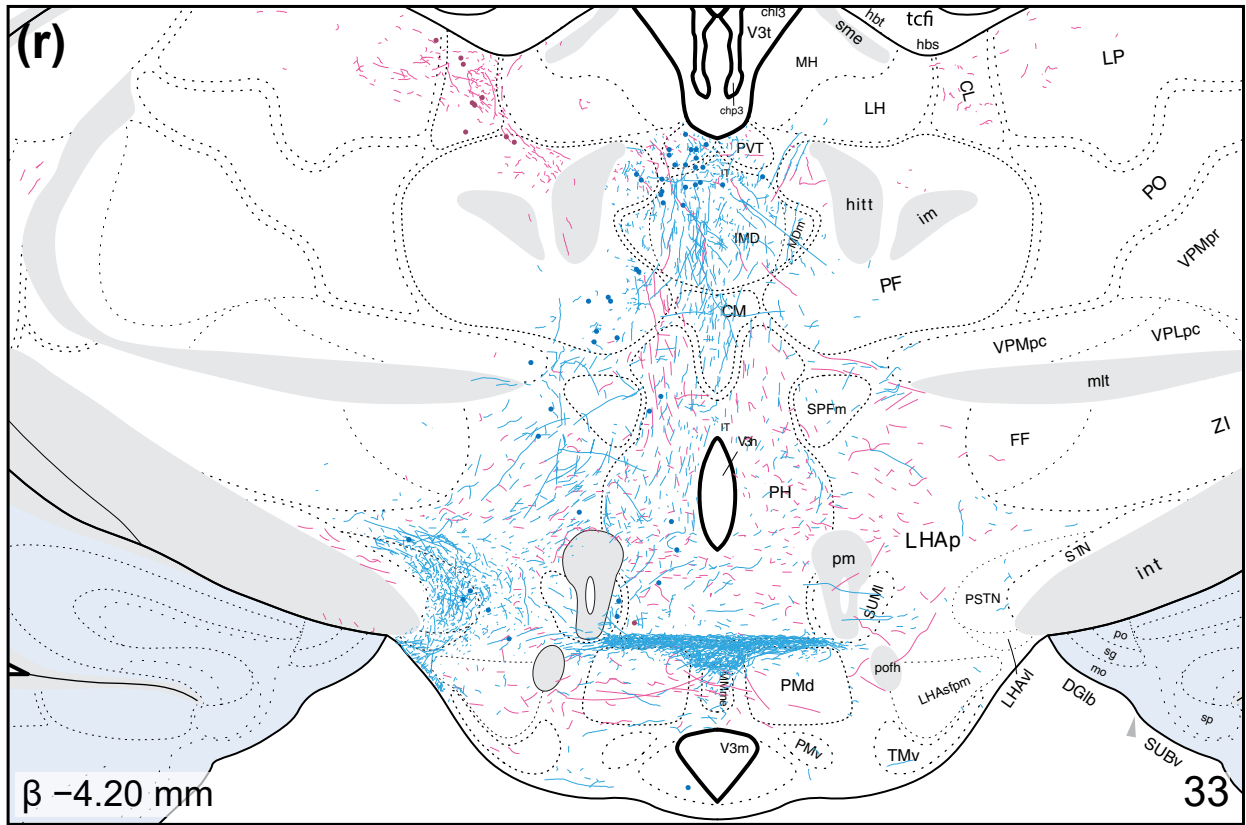 (r)
chl3
hbt
tcfi
V3t
sme
hbs
MH
LP
CL
chp3
LH
PVT
IT
PO
hitt
im
IMD
MDm
VPMpr
PF
CM
VPMpc
VPLpc
mlt
SPFm
IT
V3h
FF
ZI
PH
LHAp
pm
STN
int
SUMl
PSTN
po
sg
mo
pofh
PMd
MMme
LHAsfpm
LHAvl
DGlb
sp
V3m
PMv
TMv
SUBv
β −4.20 mm
33